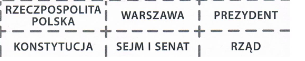 RZECZPOSPOLITA
POLSKA
WARSZAWA
PREZYDENT
KONSTYTUCJA
SEJM I SENAT
RZĄD